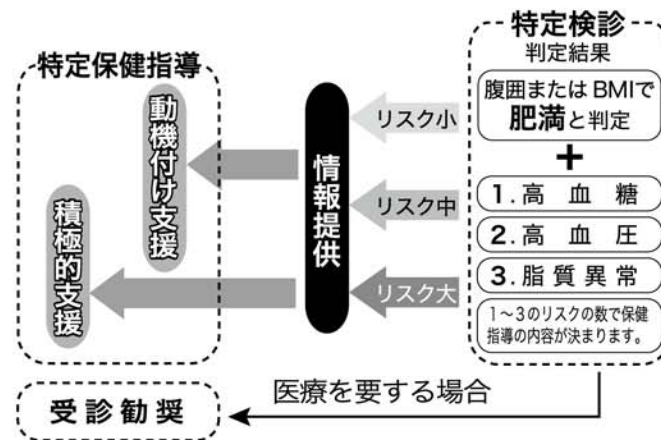 特定検診
判定結果
腹囲またはBMIで
肥満と判定
＋
1.高血糖
2.高血圧
3.脂質異常
1～3のリスクの数で保健
指導の内容が決まります。
リスク小
リスク中
リスク大
情報提供
特定保健指導
動機付け支援
積極的支援
医療を要する場合
受診勧奨